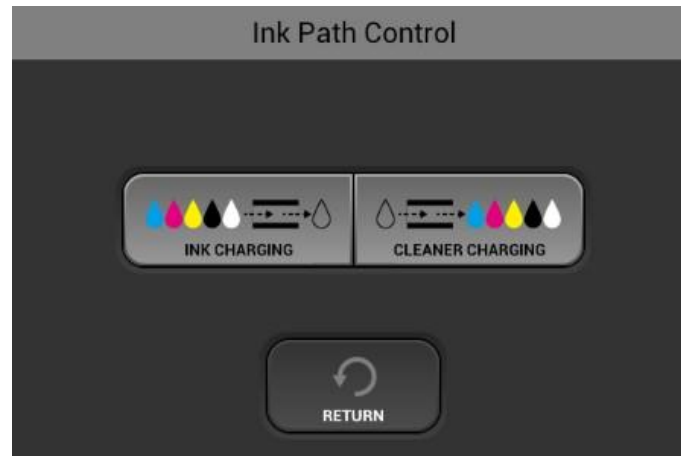 Ink Path Control
INK CHARGING
CLEANER CHARGING
RETURN